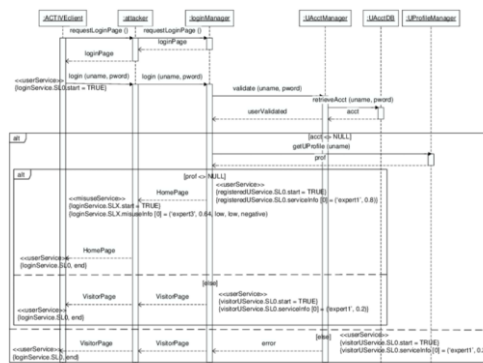 :ACTIVEclient :attacker :loginManager :UAcctManager :UAcctDB :UProfileManager
requestLoginPage () requestLoginPage ()
loginPage
loginPage
login (uname, pword) login (uname, pword)
<<userService>>
{loginService.SL0.start = TRUE}
validate (uname, pword)
retrieveAcct (uname, pword)
userValidated acct
alt [acct <> NULL]
getUProfile (uname)
prof
alt [prof <> NULL]
<<userService>>
HomePage {registeredUService.SL0.start = TRUE}
<<misuseService>> {registeredUService.SL0.serviceInfo [0] = ('expert1', 0.8)}
{loginService.SLX.start = TRUE}
{loginService.SLX.misuseInfo [0] = ('expert3', 0.64, low, low, negative)
HomePage
<<userService>>
{loginService.SL0, end}
[else]
VisitorPage VisitorPage <<userService>>
{visitorUService.SL0.start = TRUE}
<<userService>> {visitorUService.SL0.serviceInfo [0] = ('expert1', 0.2)}
{loginService.SL0, end}
[else] <<userService>>
VisitorPage VisitorPage error {visitorUService.SL0.start = TRUE}
<<userService>> {visitorUService.SL0.serviceInfo [0] = ('expert1',
{loginService.SL0, end}